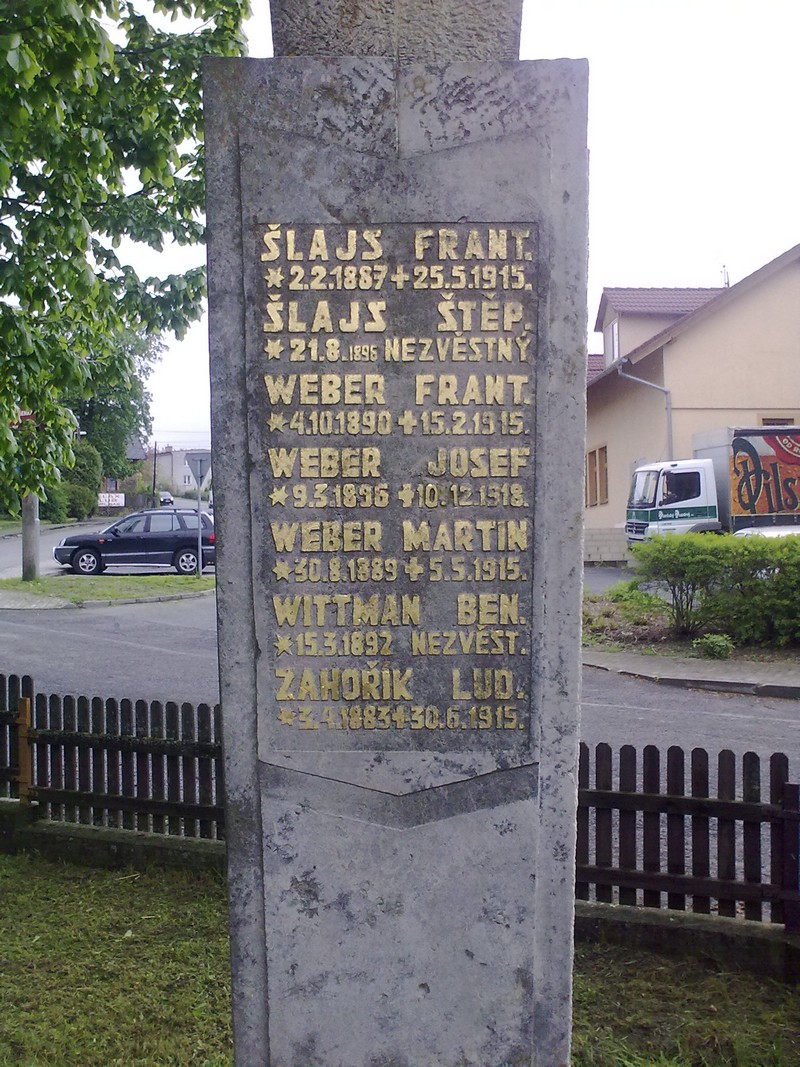 ŠLAJS FRANT.
*2.2.1887+25.5.1915.
ŠLAJS ŠTĚP.
*21.8.1896 NEZVĚSTNÝ
WEBER FRANT.
*4.10.1890+15.2.1915.
WEBER JOSEF
*9.3.1896+10.12.1918.
WEBER MARTIN
*30.8.1889+5.5.1915.
WITTMAN BEN.
*15.3.1892 NEZVĚST.
ZAHOŘÍK LUD.
*3.4.1883+30.6.1915.